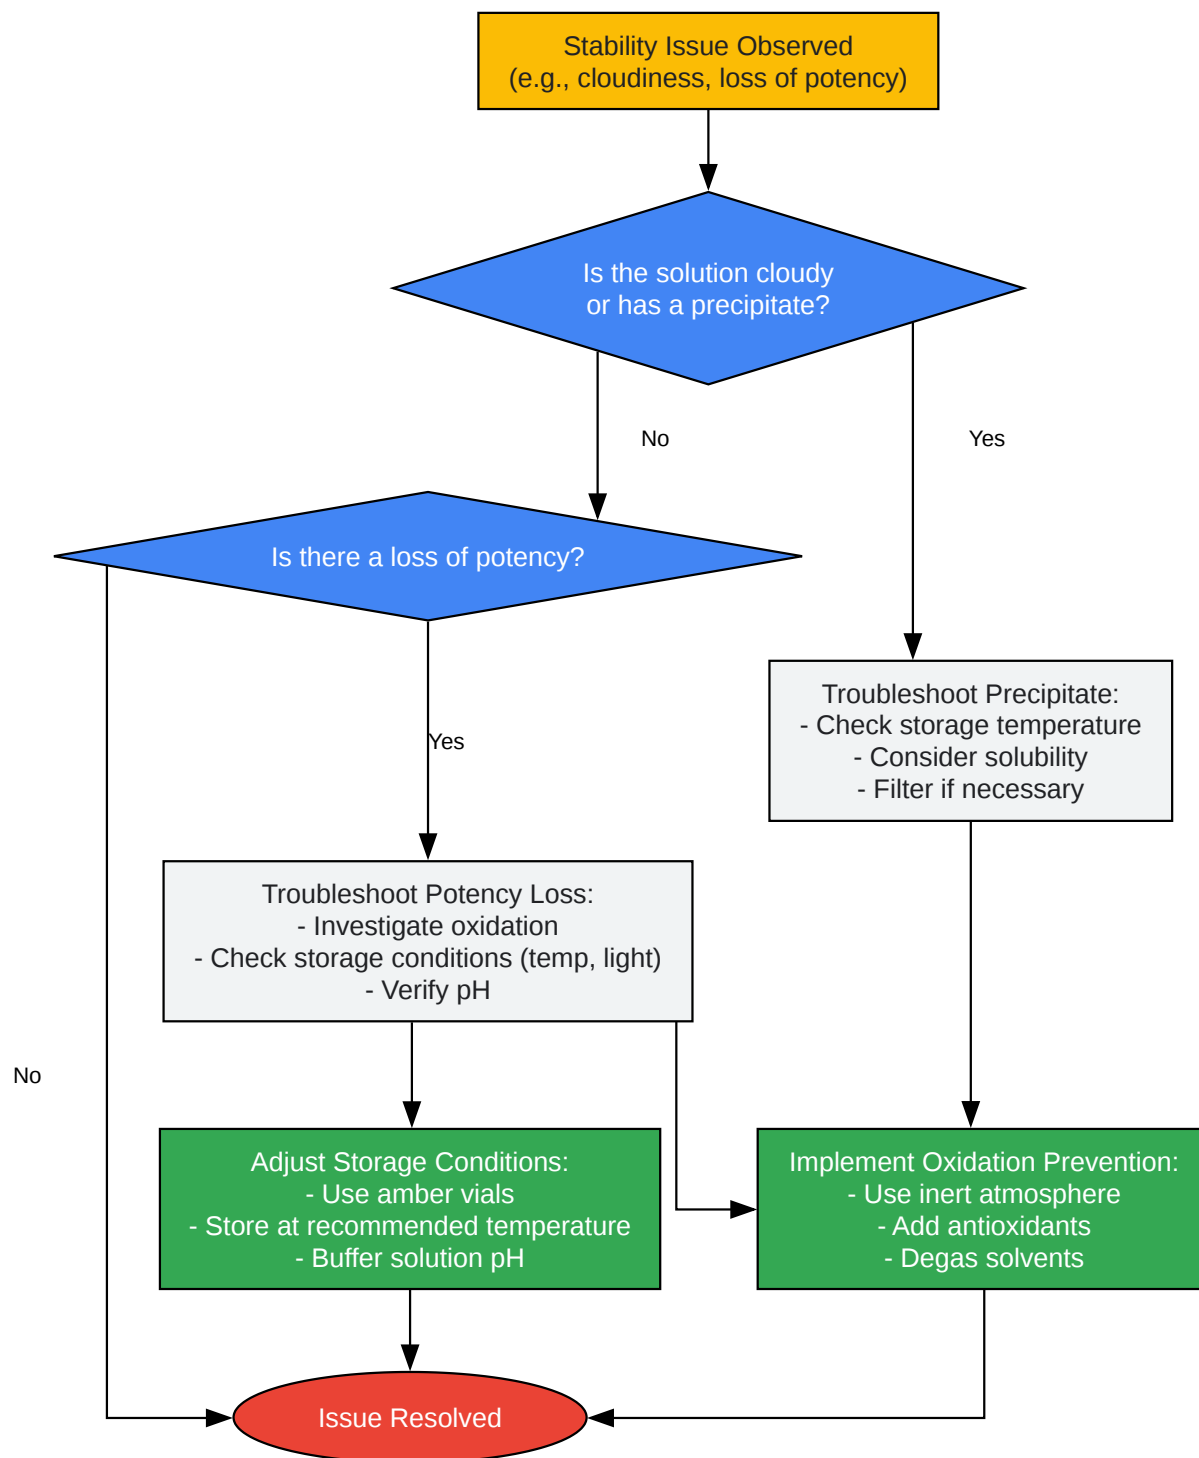 Stability Issue Observed
(e.g., cloudiness, loss of potency)
Is the solution cloudy
or has a precipitate?
No
Yes
Is there a loss of potency?
Troubleshoot Precipitate:
- Check storage temperature
- Consider solubility
- Filter if necessary
Yes
Troubleshoot Potency Loss:
- Investigate oxidation
- Check storage conditions (temp, light)
- Verify pH
No
Adjust Storage Conditions:
- Use amber vials
- Store at recommended temperature
- Buffer solution pH
Implement Oxidation Prevention:
- Use inert atmosphere
- Add antioxidants
- Degas solvents
Issue Resolved